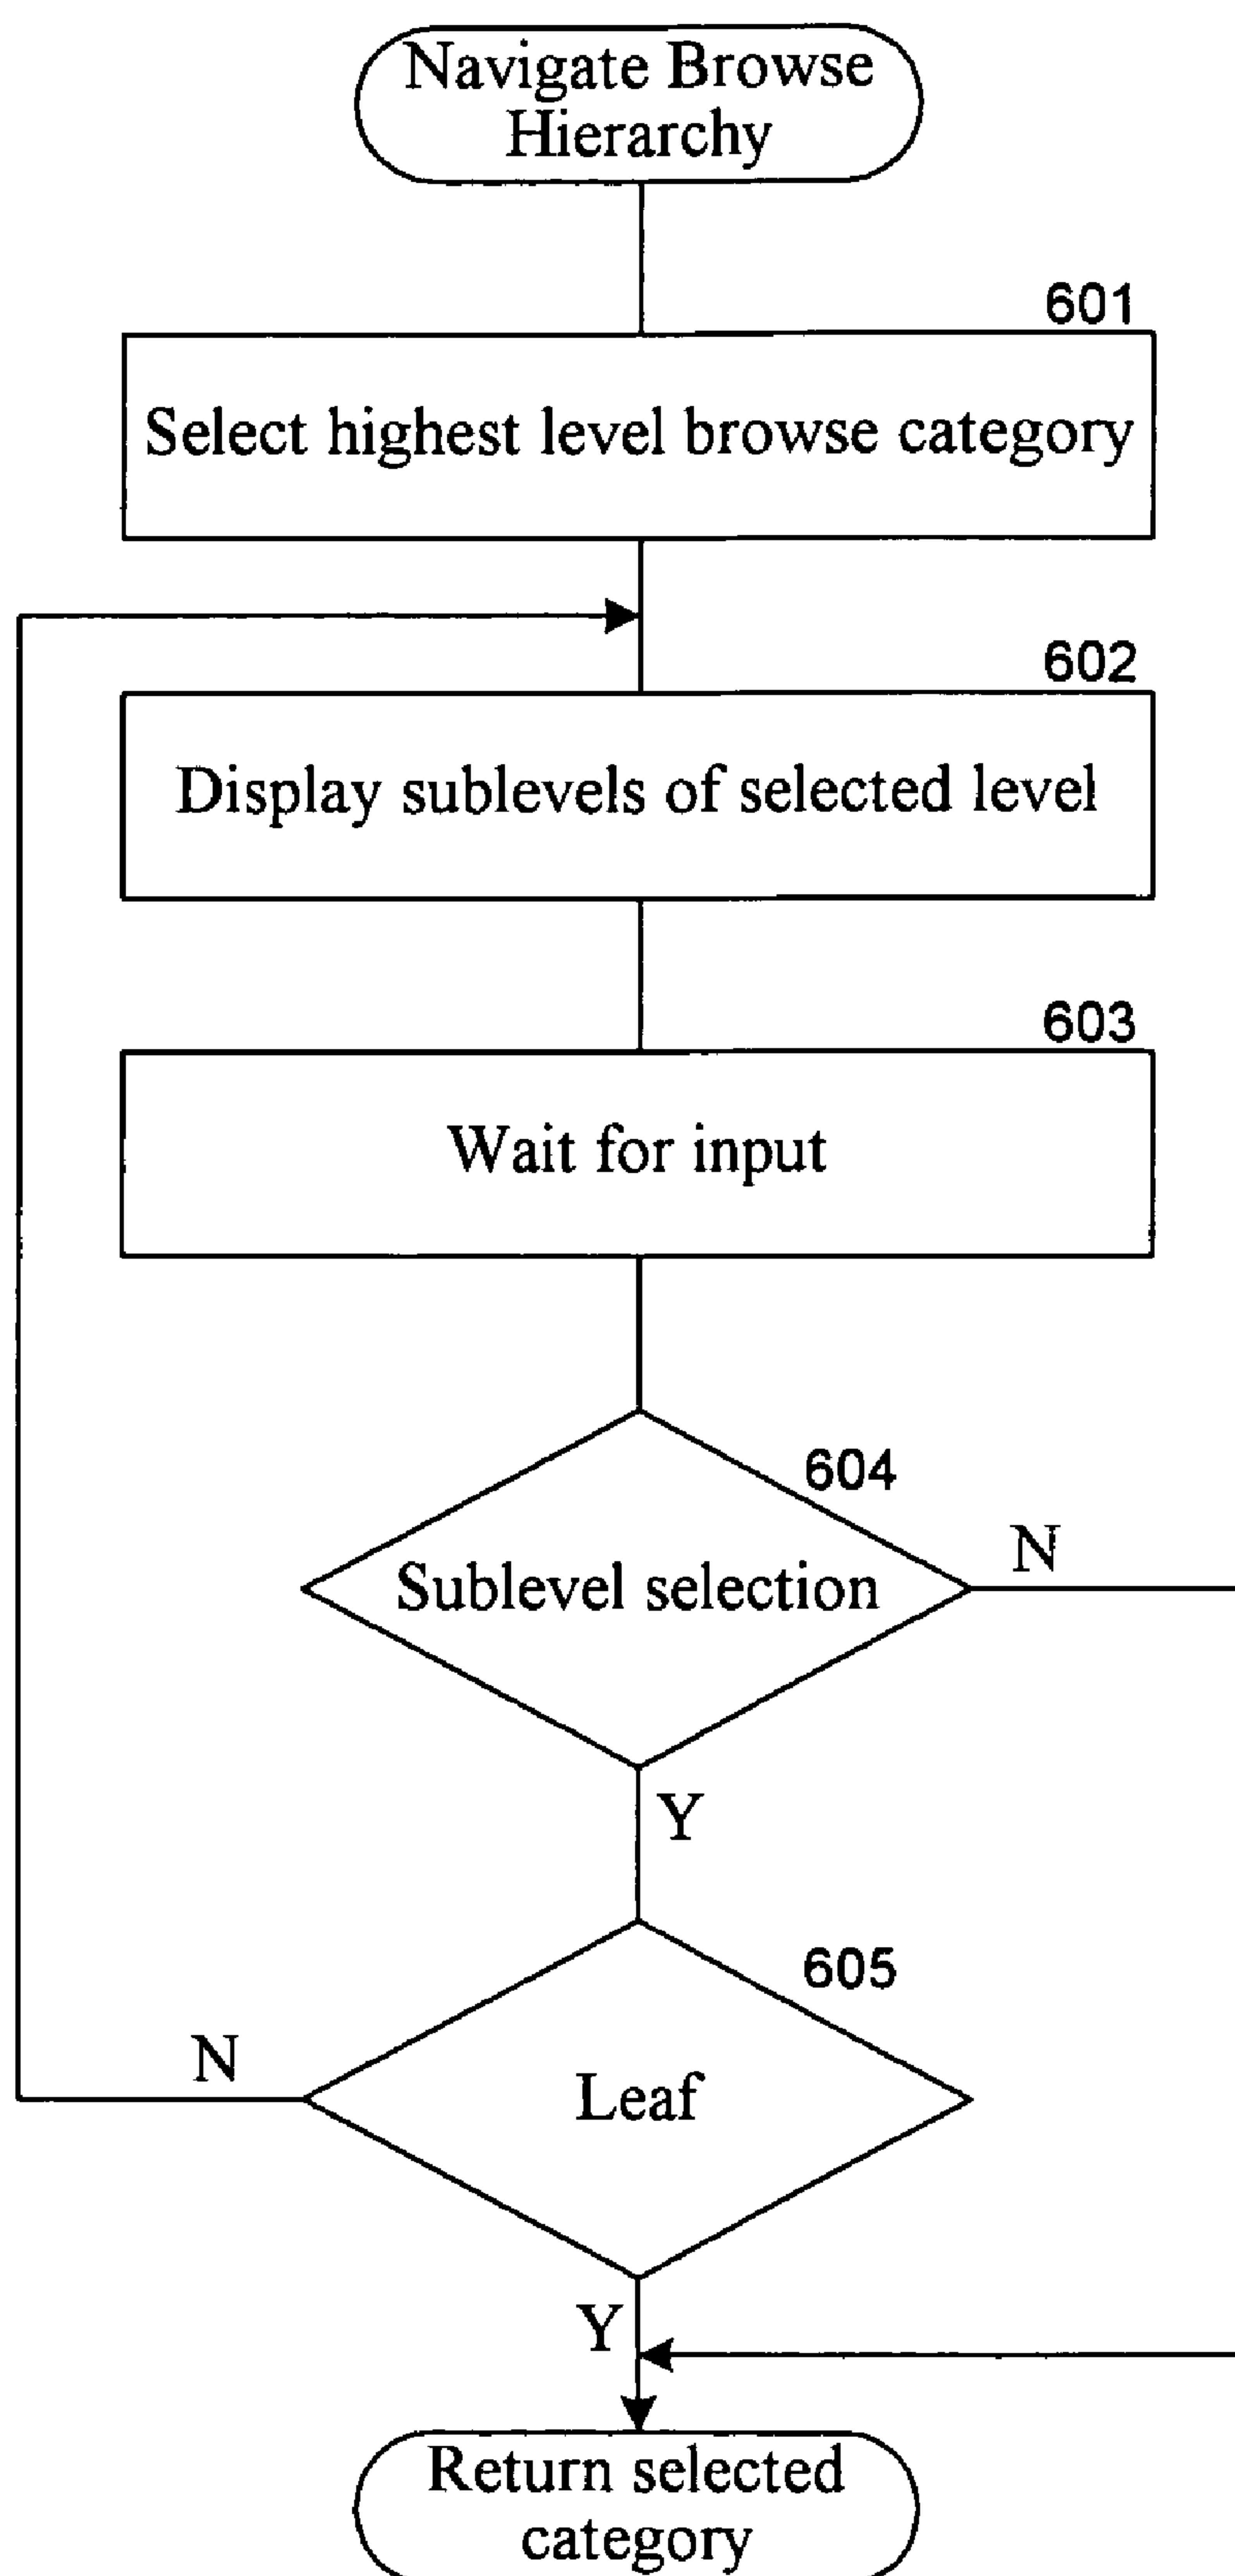 Navigate Browse
Hierarchy
601
Select highest level browse category
602
Display sublevels of selected level
603
Wait for input
604
Sublevel selection
N
Y
605
Leaf
N
Y
Return selected
category